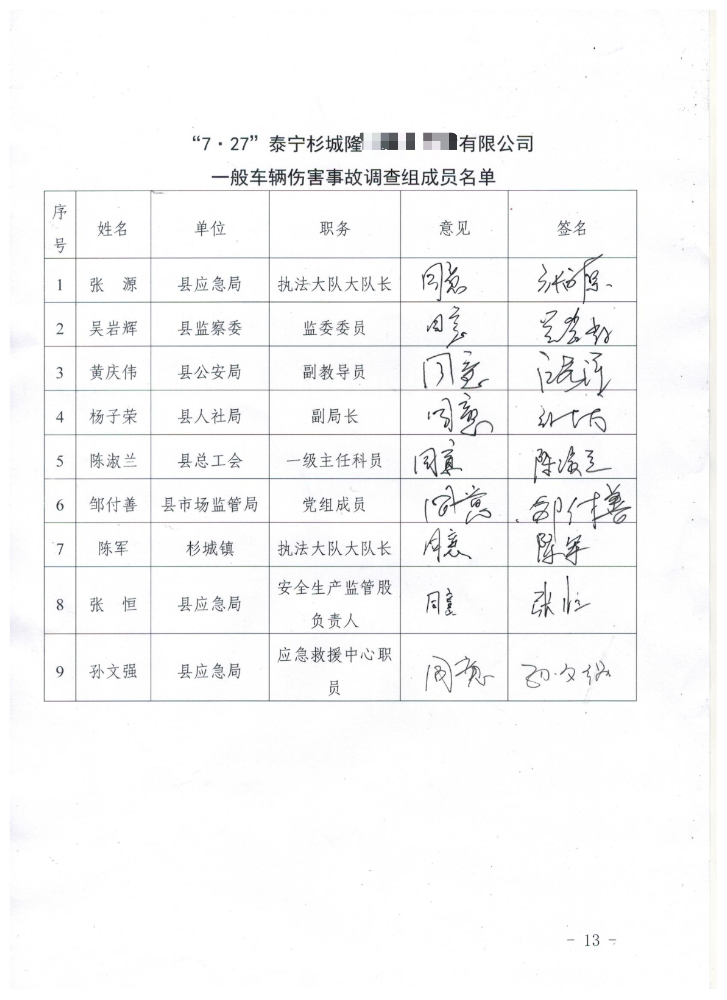 “7·27”泰宁杉城隆 有限公司
一般车辆伤害事故调查组成员名单
序号 姓名 单位 职务 意见 签名
1 张 源 县应急局 执法大队大队长 同意
2 吴岩辉 县监察委 监委委员 同意 吴岩辉
3 黄庆伟 县公安局 副教导员 同意
4 杨子荣 县人社局 副局长 同意
5 陈淑兰 县总工会 一级主任科员 同意 陈淑兰
6 邹付善 县市场监管局 党组成员 同意 邹付善
7 陈军 杉城镇 执法大队大队长 同意 陈军
8 张 恒 县应急局 安全生产监管股 同意 张恒
负责人
9 孙文强 县应急局 应急救援中心职 同意 孙文强
员
- 13 -